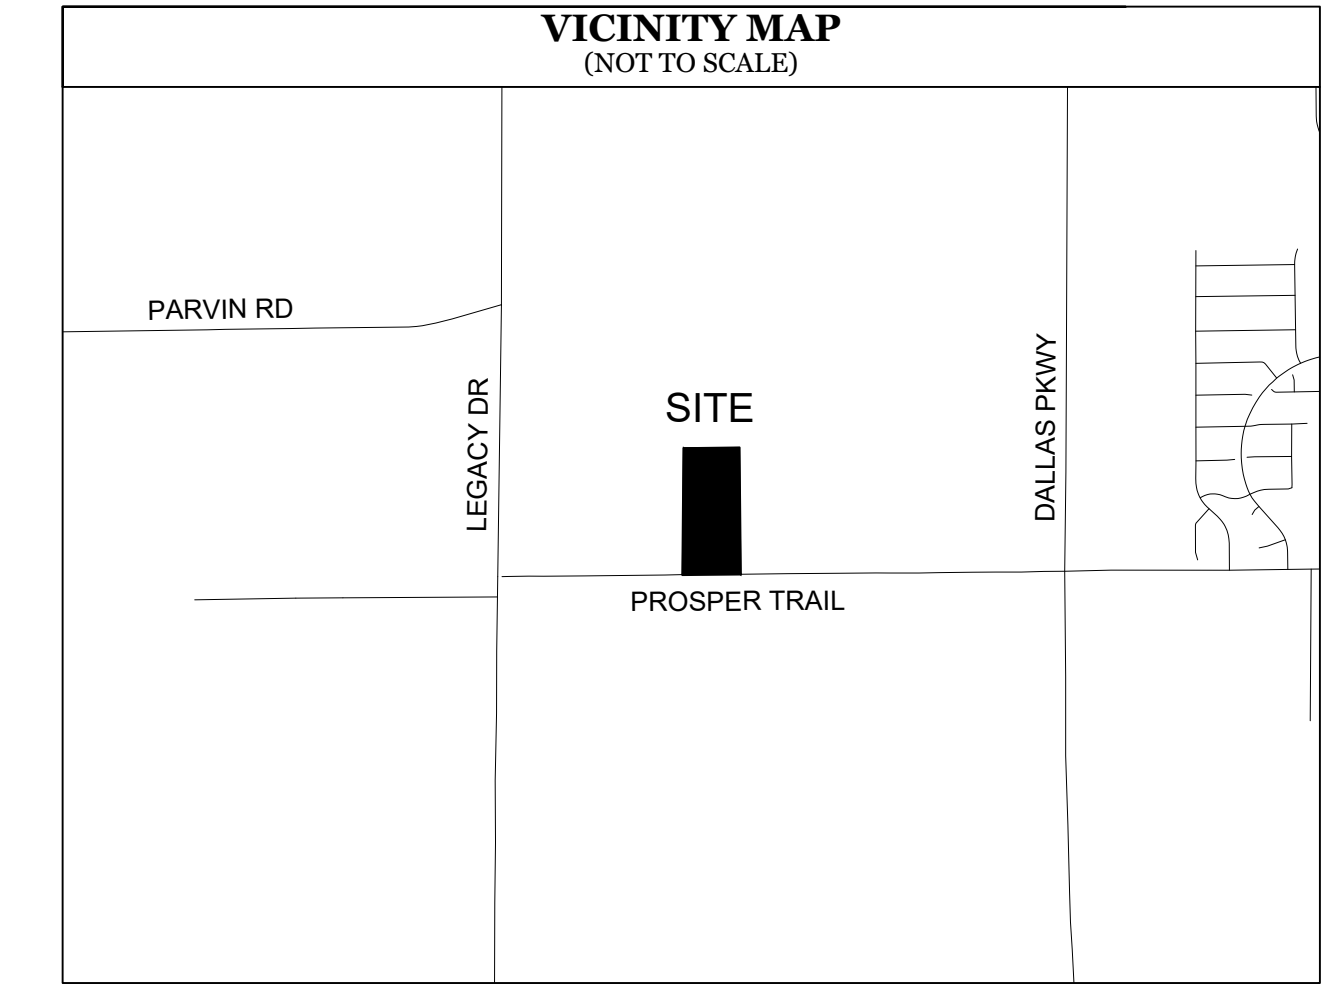 VICINITY MAP
(NOT TO SCALE)
PARVIN RD
LEGACY DR
SITE
DALLAS PKWY
PROSPER TRAIL